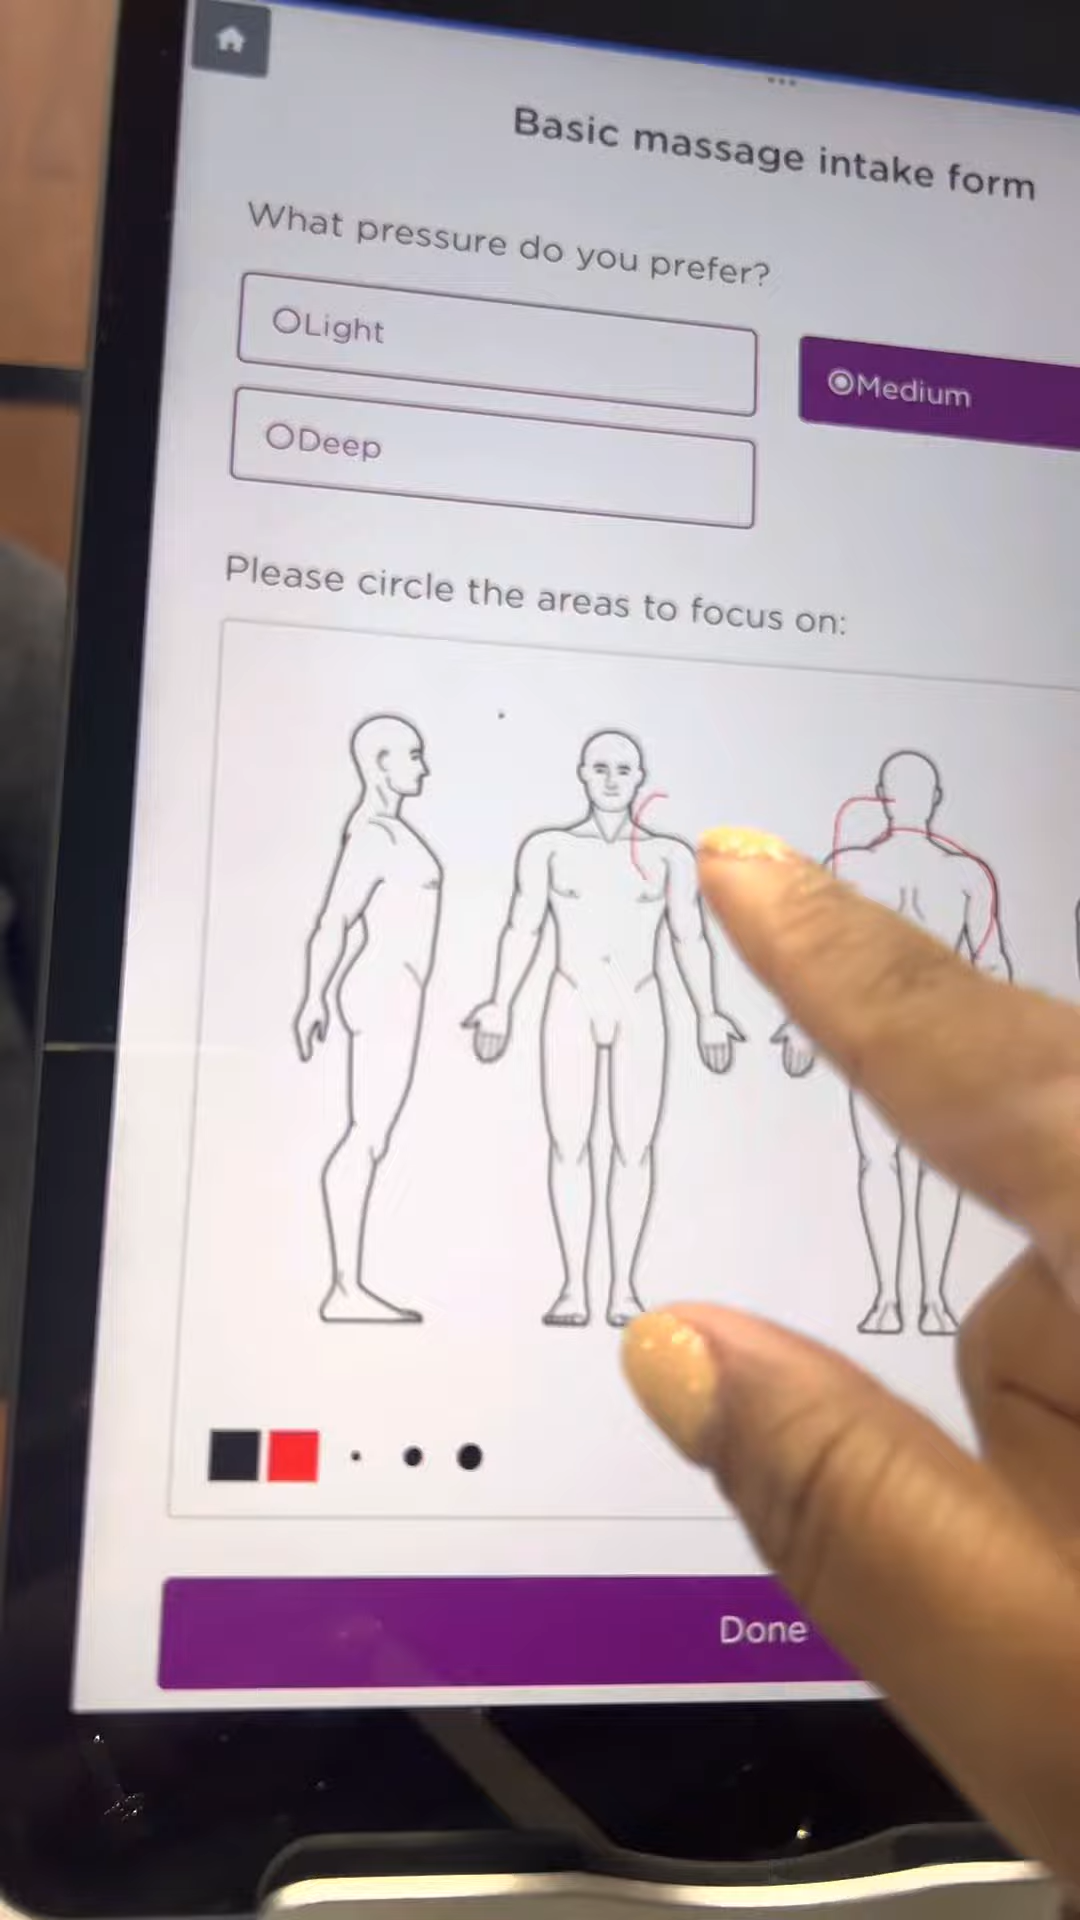 Basic massage intake form
What pressure do you prefer?
Light
Medium
Deep
Please circle the areas to focus on:
Done